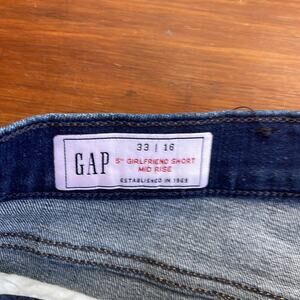 GAP
33 | 16
5" GIRLFRIEND SHORT
MID RISE
ESTABLISHED IN 1969